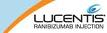 LUCENTIS
RANIBIZUMAB INJECTION